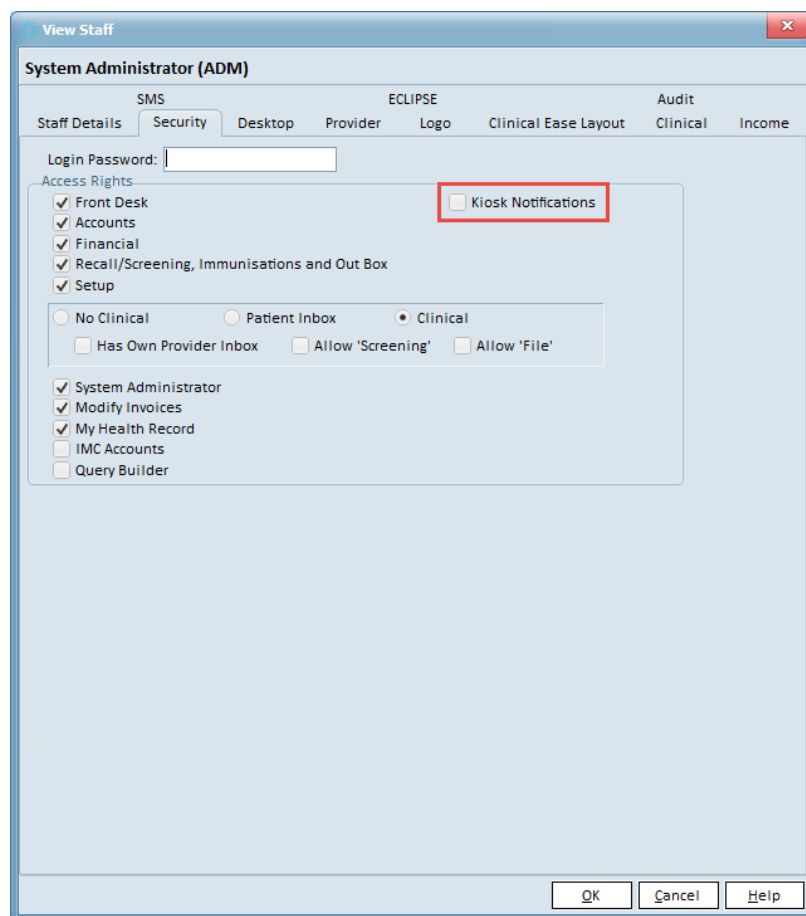 View Staff
System Administrator (ADM)
SMS ECLIPSE Audit
Staff Details Security Desktop Provider Logo Clinical Ease Layout Clinical Income
Login Password:
Access Rights
Front Desk Kiosk Notifications
Accounts
Financial
Recall/Screening, Immunisations and Out Box
Setup
No Clinical Patient Inbox Clinical
Has Own Provider Inbox Allow 'Screening' Allow 'File'
System Administrator
Modify Invoices
My Health Record
IMC Accounts
Query Builder
OK Cancel Help